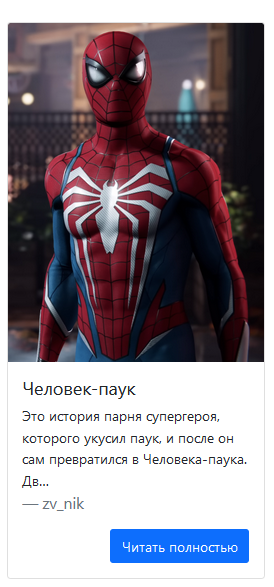 Человек-паук
Это история парня супергероя,
которого укусил паук, и после он
сам превратился в Человека-паука.
Дв...
— zv_nik
Читать полностью